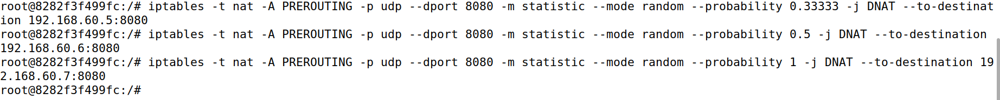 root@8282f3f499fc:/# iptables -t nat -A PREROUTING -p udp --dport 8080 -m statistic --mode random --probability 0.33333 -j DNAT --to-destinat
ion 192.168.60.5:8080
root@8282f3f499fc:/# iptables -t nat -A PREROUTING -p udp --dport 8080 -m statistic --mode random --probability 0.5 -j DNAT --to-destination
192.168.60.6:8080
root@8282f3f499fc:/# iptables -t nat -A PREROUTING -p udp --dport 8080 -m statistic --mode random --probability 1 -j DNAT --to-destination 19
2.168.60.7:8080
root@8282f3f499fc:/#